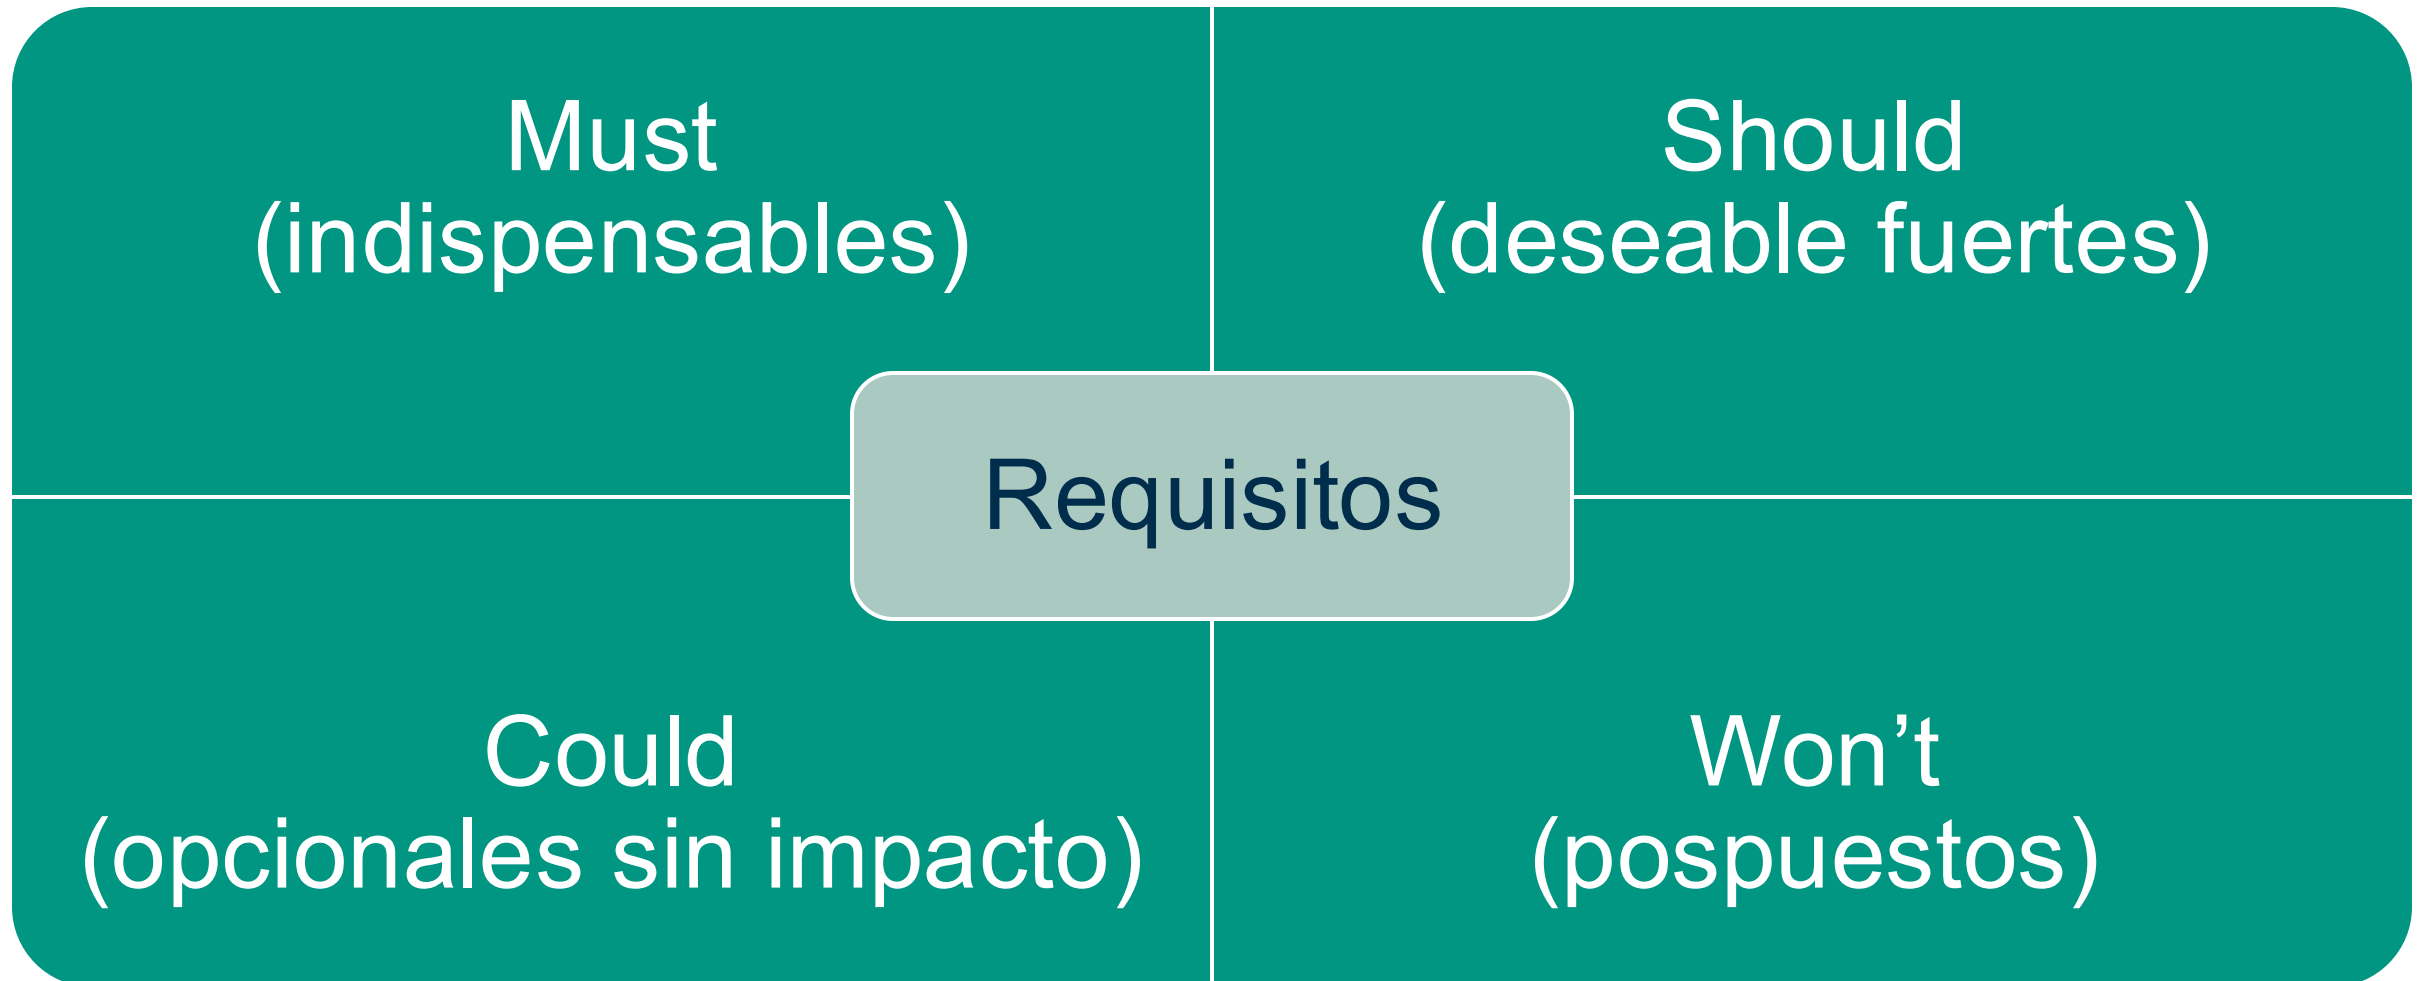 Must
(indispensables)
Should
(deseable fuertes)
Requisitos
Could
(opcionales sin impacto)
Won’t
(pospuestos)